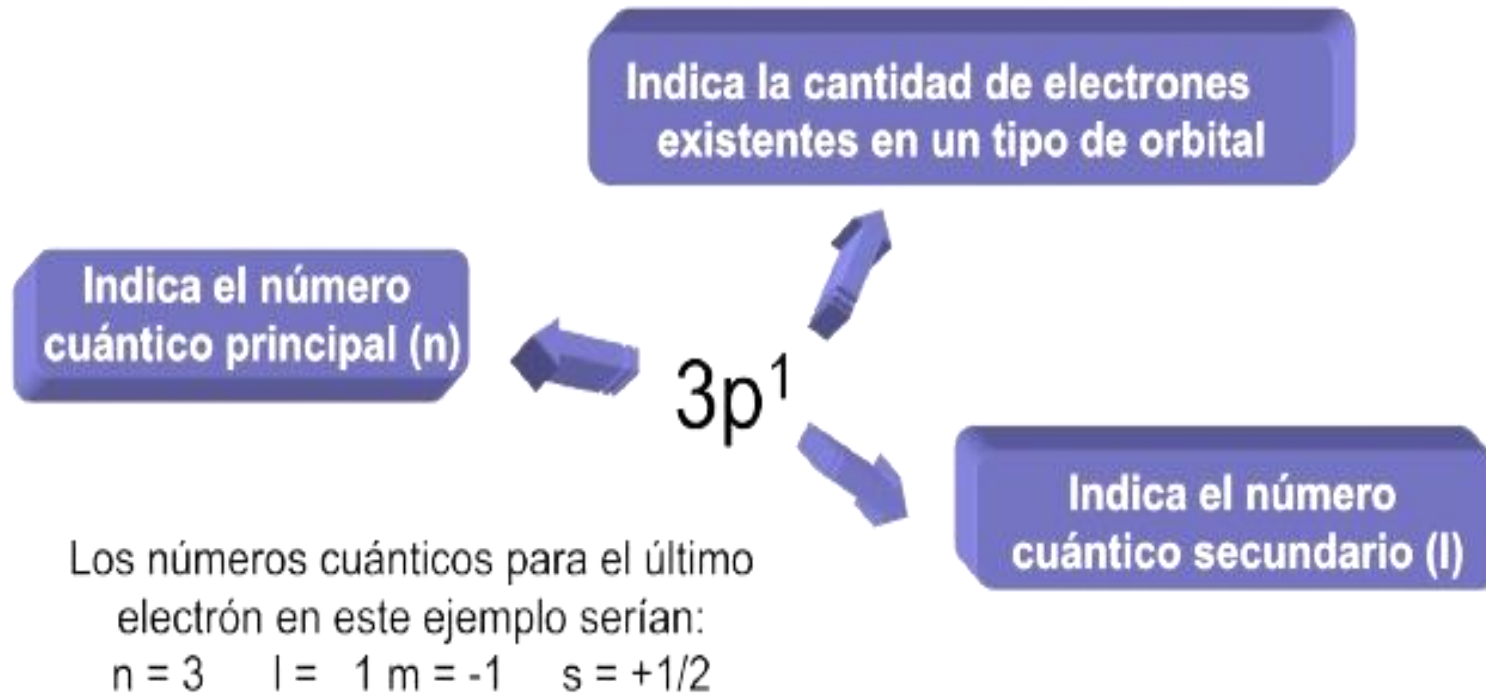 Indica la cantidad de electrones
existentes en un tipo de orbital
Indica el número
cuántico principal (n)
3p¹
Indica el número
cuántico secundario (l)
Los números cuánticos para el último
electrón en este ejemplo serían:
n = 3 l = 1 m = -1 s = +1/2